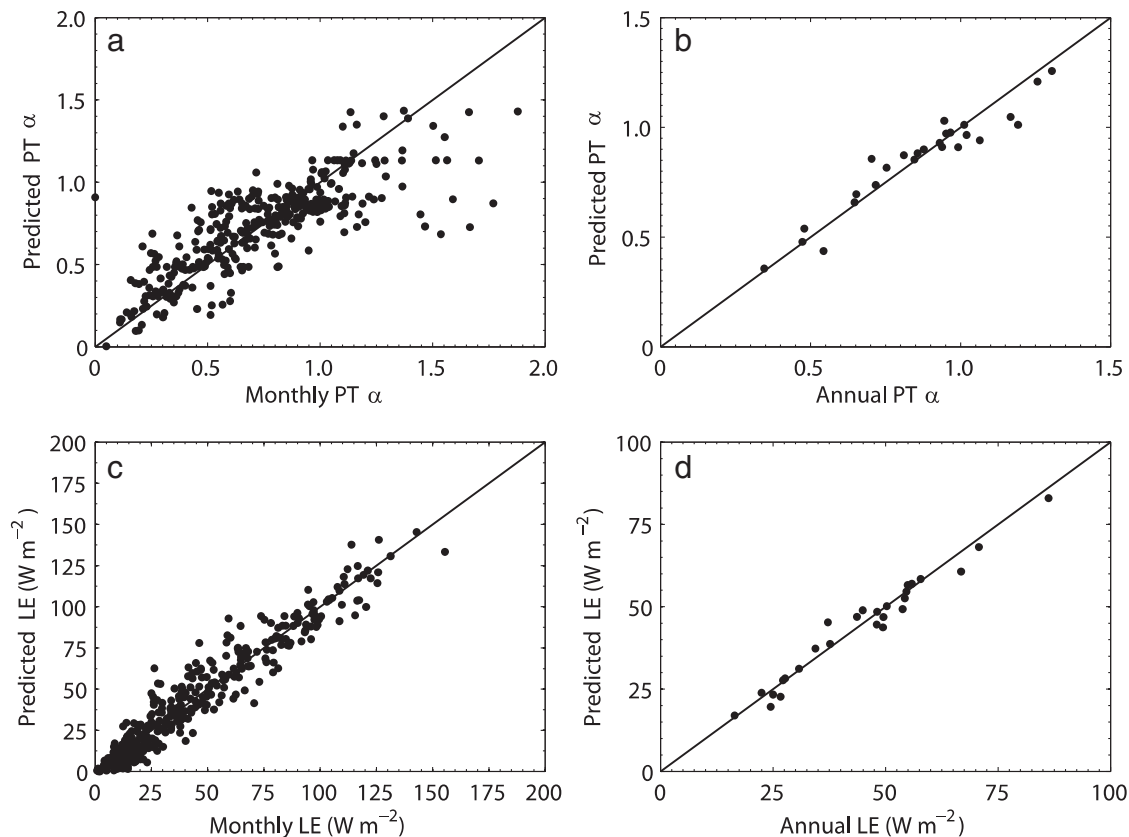 a
2.0
1.5
1.0
0.5
0
Predicted PT α
0 0.5 1.0 1.5 2.0
Monthly PT α
b
1.5
1.0
0.5
0
Predicted PT α
0 0.5 1.0 1.5
Annual PT α
c
200
175
150
125
100
75
50
25
0
Predicted LE (W m−2)
0 25 50 75 100 125 150 175 200
Monthly LE (W m−2)
d
100
75
50
25
0
Predicted LE (W m−2)
0 25 50 75 100
Annual LE (W m−2)